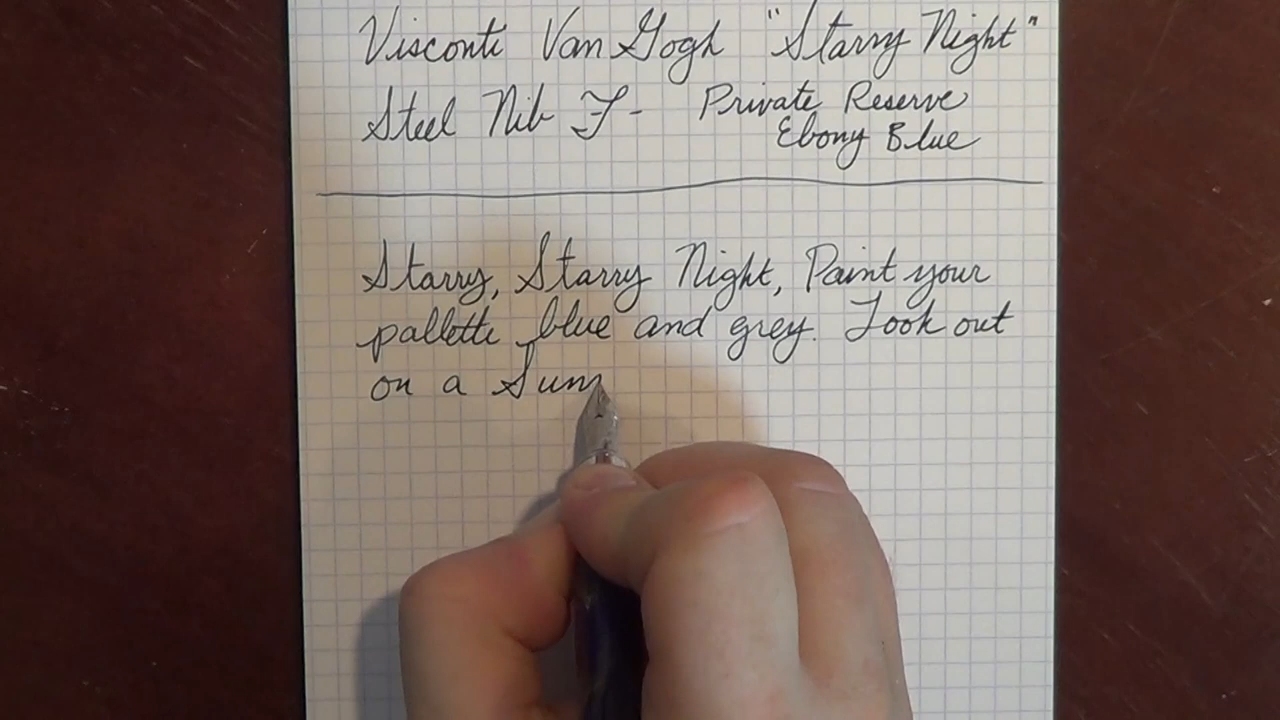 Visconti Van Gogh "Starry Night"
Steel Nib F - Private Reserve
Ebony Blue
Starry, Starry Night, Paint your
pallette blue and grey. Look out
on a Sum